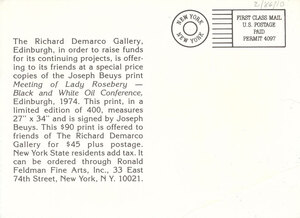 2/26/10
NEW YORK
NEW YORK
FIRST CLASS MAIL
U.S. POSTAGE
PAID
PERMIT 4097
The Richard Demarco Gallery,
Edinburgh, in order to raise funds
for its continuing projects, is offer-
ing to its friends at a special price
copies of the Joseph Beuys print
Meeting of Lady Rosebery —
Black and White Oil Conference,
Edinburgh, 1974. This print, in a
limited edition of 400, measures
27" x 34" and is signed by Joseph
Beuys. This $90 print is offered to
friends of The Richard Demarco
Gallery for $45 plus postage.
New York State residents add tax. It
can be ordered through Ronald
Feldman Fine Arts, Inc., 33 East
74th Street, New York, N.Y. 10021.